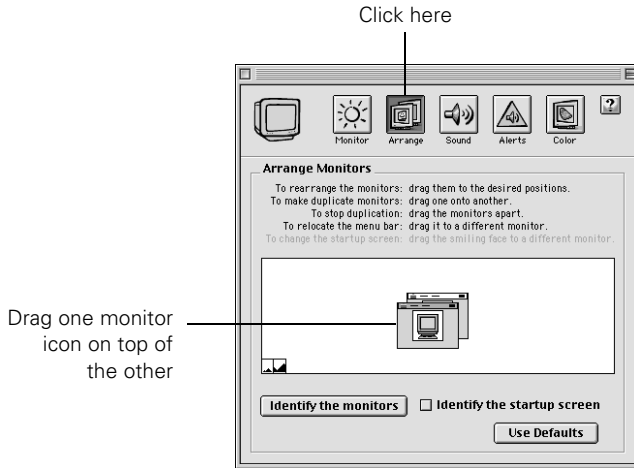 Click here
Monitor Arrange Sound Alerts Color ?
Arrange Monitors
To rearrange the monitors: drag them to the desired positions.
To make duplicate monitors: drag one onto another.
To stop duplication: drag the monitors apart.
To relocate the menu bar: drag it to a different monitor.
To change the startup screen: drag the smiling face to a different monitor.
Drag one monitor
icon on top of
the other
Identify the monitors Identify the startup screen
Use Defaults